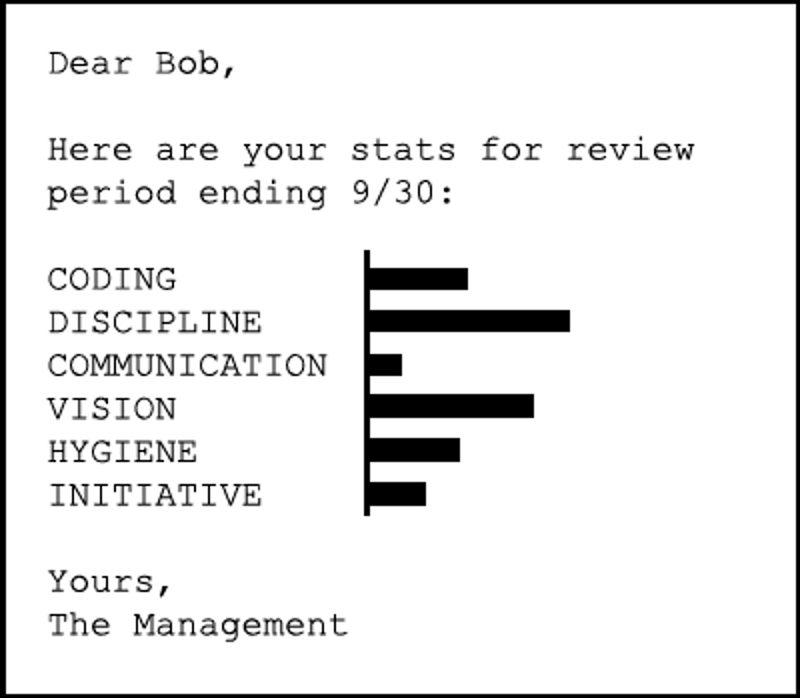 Dear Bob,
Here are your stats for review
period ending 9/30:
CODING
DISCIPLINE
COMMUNICATION
VISION
HYGIENE
INITIATIVE
Yours,
The Management